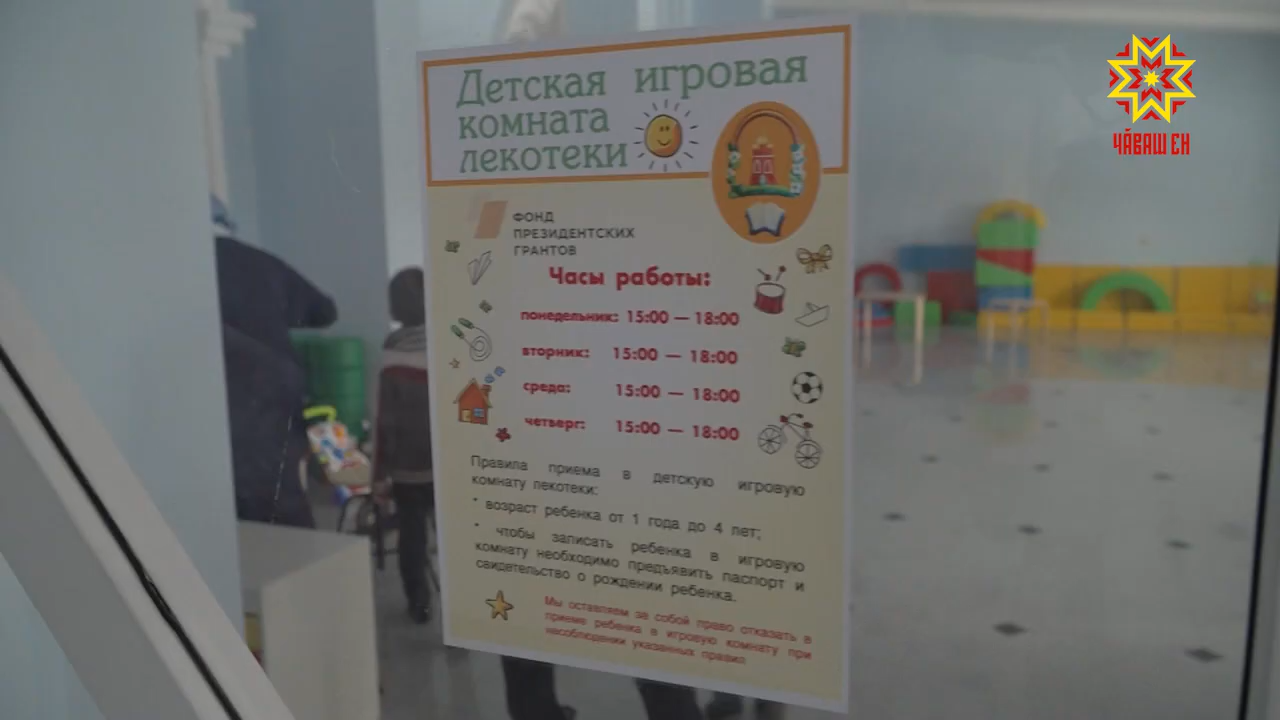 Детская игровая
комната
лекотеки
ФОНД
ПРЕЗИДЕНТСКИХ
ГРАНТОВ
Часы работы:
понедельник: 15:00 — 18:00
вторник: 15:00 — 18:00
среда: 15:00 — 18:00
четверг: 15:00 — 18:00
Правила приема в детскую игровую
комнату лекотеки:
* возраст ребенка от 1 года до 4 лет;
* чтобы записать ребенка в игровую
комнату необходимо предъявить паспорт и
свидетельство о рождении ребенка.
Мы оставляем за собой право отказать в
приеме ребенка в игровую комнату при
несоблюдении указанных правил
ЧӐВАШ ЕН